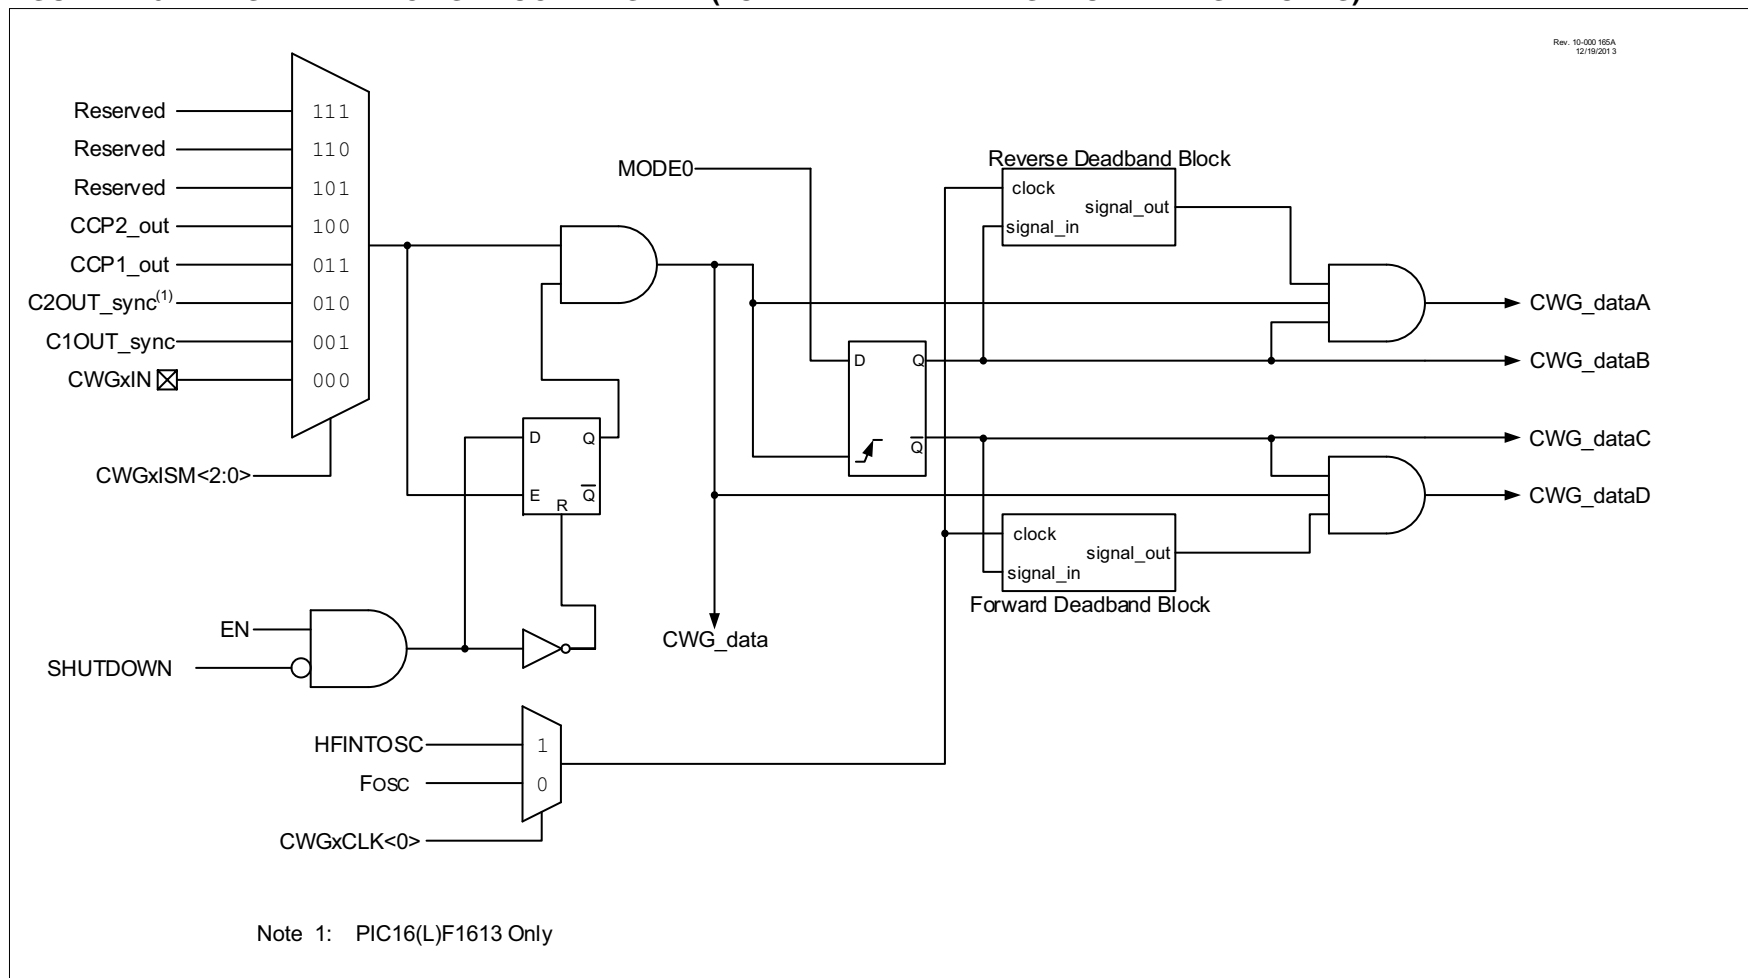 Rev. 10-000 165A
12/19/201 3
Reserved
111
Reserved
110
Reserved
101
CCP2_out
100
CCP1_out
011
C2OUT_sync(1)
010
C1OUT_sync
001
CWGxIN
000
CWGxISM<2:0>
MODE0
Reverse Deadband Block
clock
signal_out
signal_in
CWG_dataA
D
Q
CWG_dataB
Q
CWG_dataC
D
Q
E
Q
R
CWG_dataD
clock
signal_out
signal_in
Forward Deadband Block
EN
SHUTDOWN
CWG_data
HFINTOSC
1
FOSC
0
CWGxCLK<0>
Note 1: PIC16(L)F1613 Only